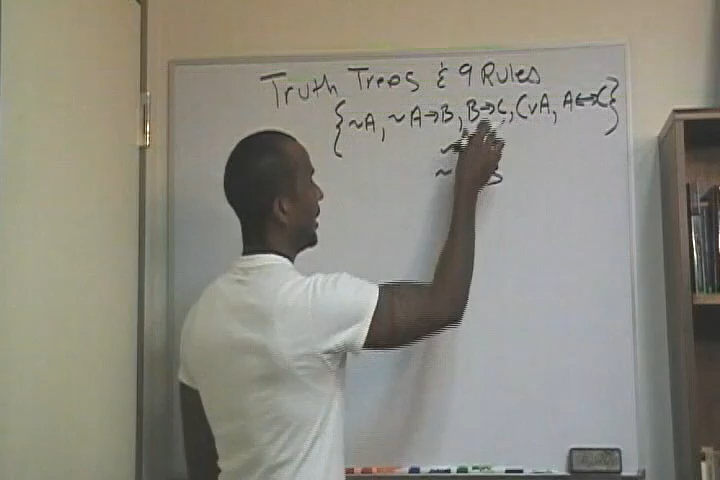 Truth Trees & 9 Rules
{~A, ~A→B, B→C, CvA, A↔C}
~
~